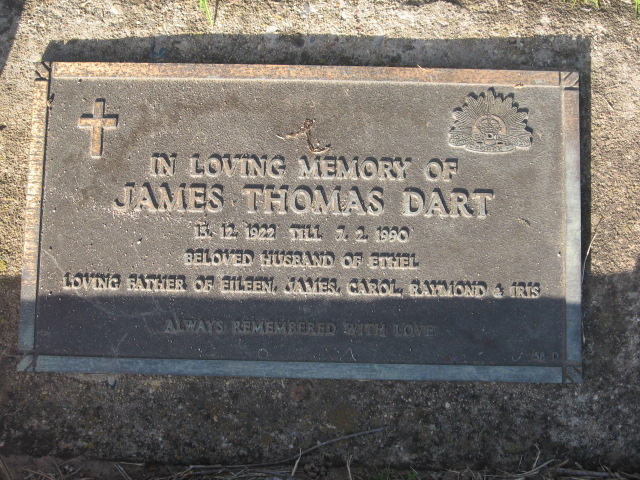 IN LOVING MEMORY OF
JAMES THOMAS DART
13. 12. 1922 TILL 7. 2. 1990
BELOVED HUSBAND OF ETHEL
LOVING FATHER OF EILEEN, JAMES, CAROL, RAYMOND & IRIS
ALWAYS REMEMBERED WITH LOVE